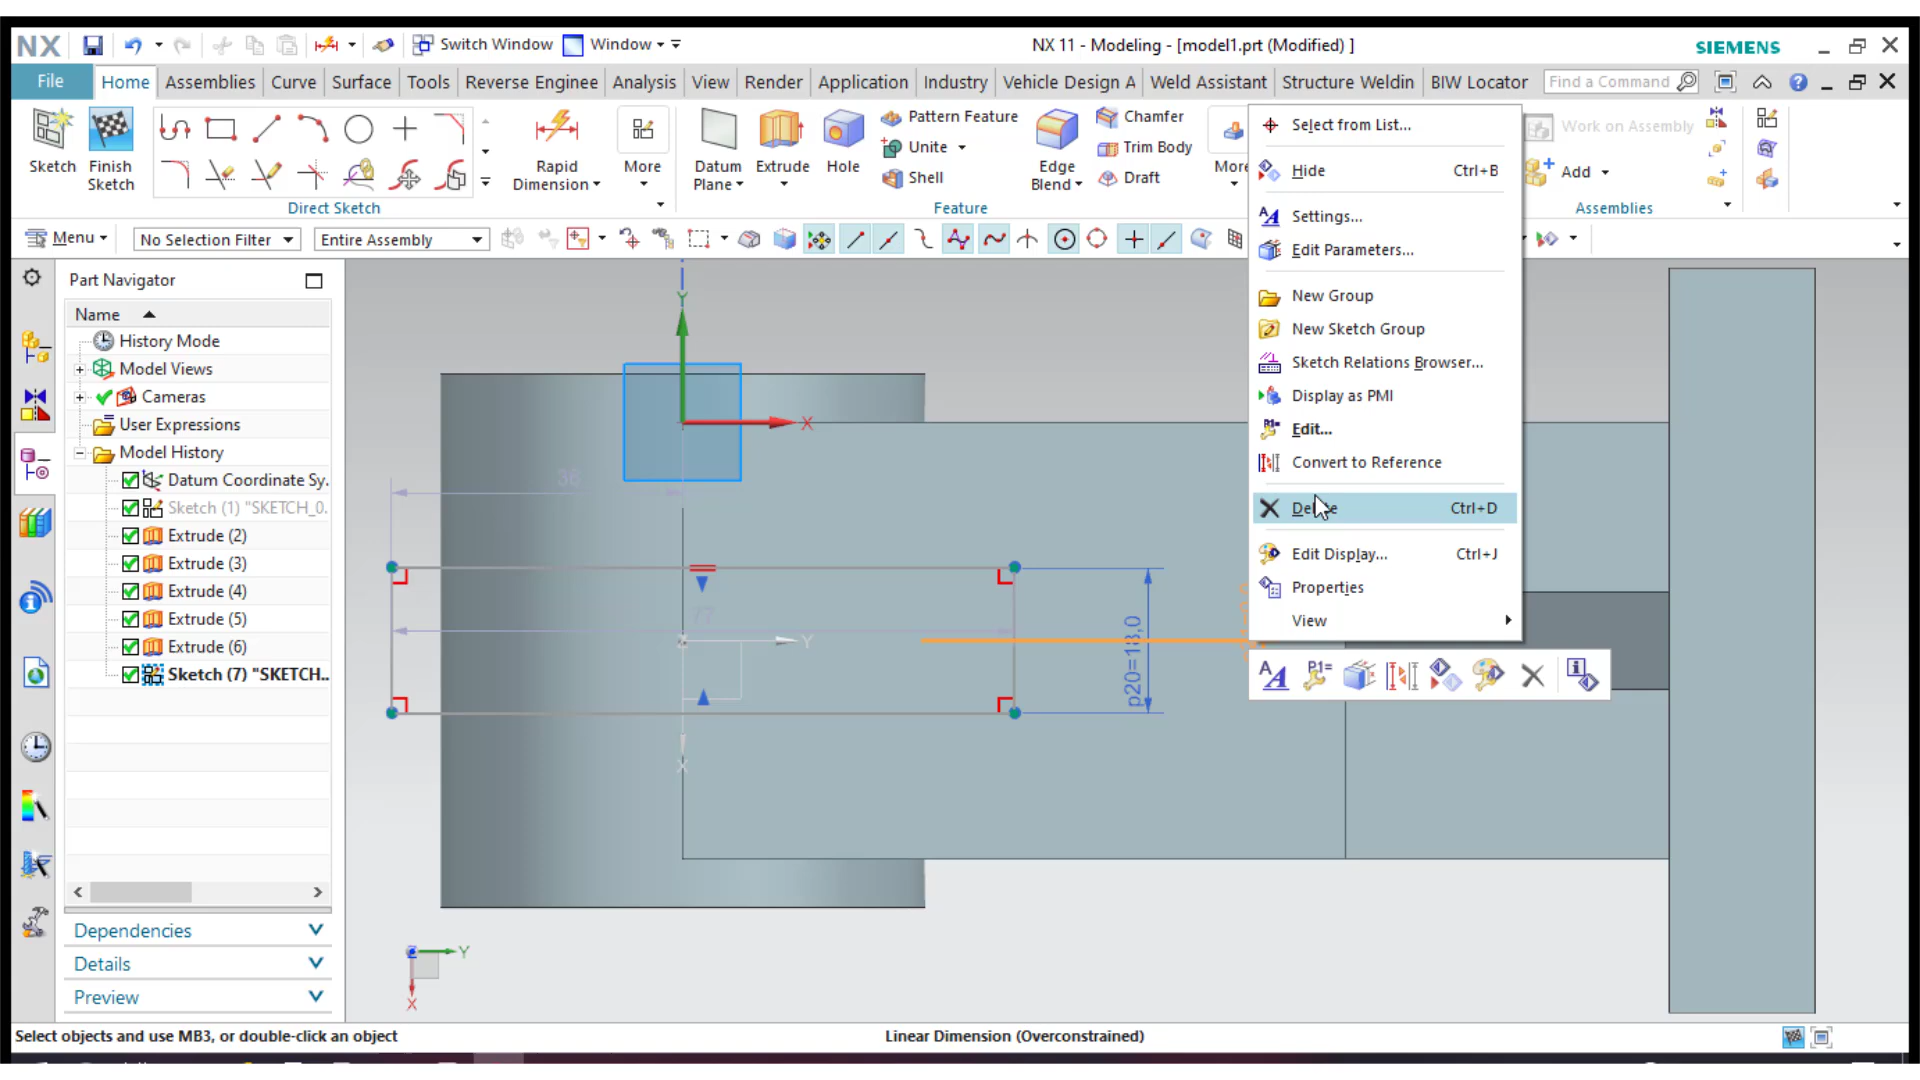 NX Switch Window Window NX 11 - Modeling - [model1.prt (Modified) ] SIEMENS
File Home Assemblies Curve Surface Tools Reverse Enginee Analysis View Render Application Industry Vehicle Design A Weld Assistant Structure Weldin BIW Locator Find a Command
Sketch
Finish Sketch
Direct Sketch
Rapid Dimension
More
Datum Plane
Extrude
Hole
Pattern Feature
Unite
Shell
Edge Blend
Chamfer
Trim Body
Draft
More
Feature
Work on Assembly
Add
Assemblies
Menu No Selection Filter Entire Assembly
Part Navigator
Name
History Mode
Model Views
Cameras
User Expressions
Model History
Datum Coordinate Sy.
Sketch (1) "SKETCH_0.
Extrude (2)
Extrude (3)
Extrude (4)
Extrude (5)
Extrude (6)
Sketch (7) "SKETCH..
Dependencies
Details
Preview
Y
X
36
77
Y
X
p20=18,0
Z Y
X
Select from List...
Hide Ctrl+B
Settings...
Edit Parameters...
New Group
New Sketch Group
Sketch Relations Browser...
Display as PMI
Edit...
Convert to Reference
Delete Ctrl+D
Edit Display... Ctrl+J
Properties
View
Select objects and use MB3, or double-click an object Linear Dimension (Overconstrained)